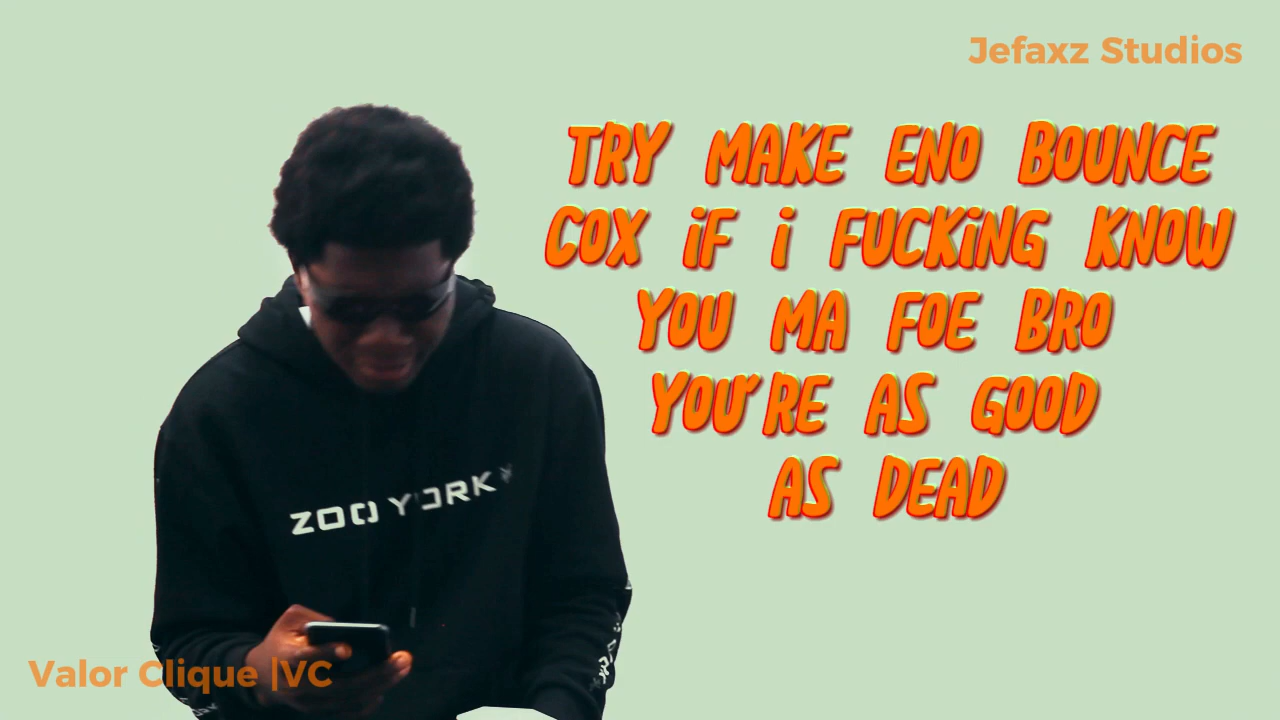 Jefaxz Studios
TRY MAKE ENO BOUNCE
COX iF i FUCKiNG KNOW
YOU MA FOE BRO
YOU'RE AS GOOD
AS DEAD
ZOO YORK
Valor Clique |VC